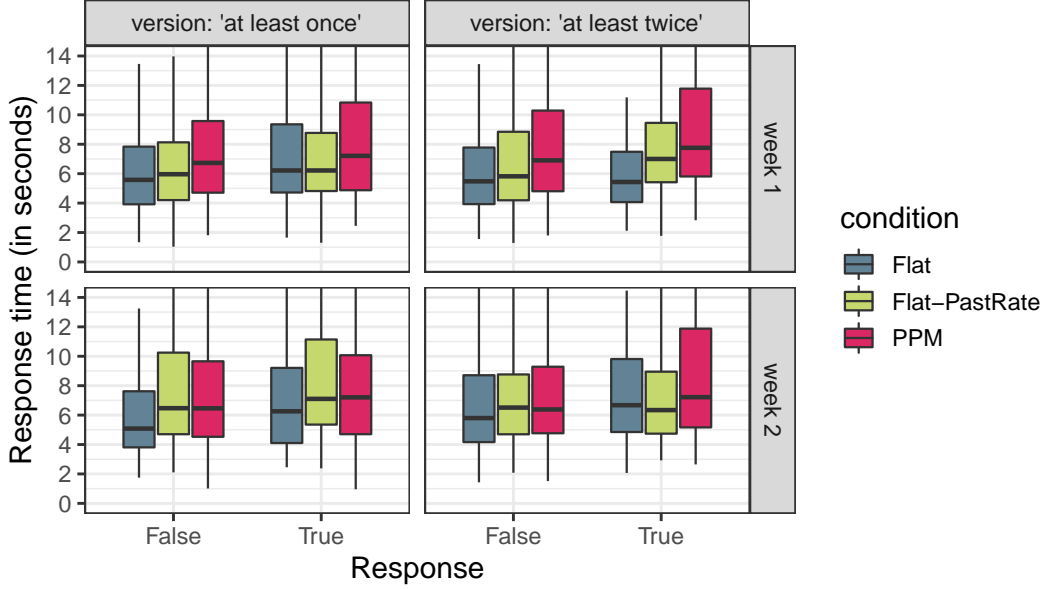 version: 'at least once'
version: 'at least twice'
14
12
10
8
6
4
2
0
week 1
14
12
10
8
6
4
2
0
week 2
Response time (in seconds)
False
True
False
True
Response
condition
Flat
Flat−PastRate
PPM